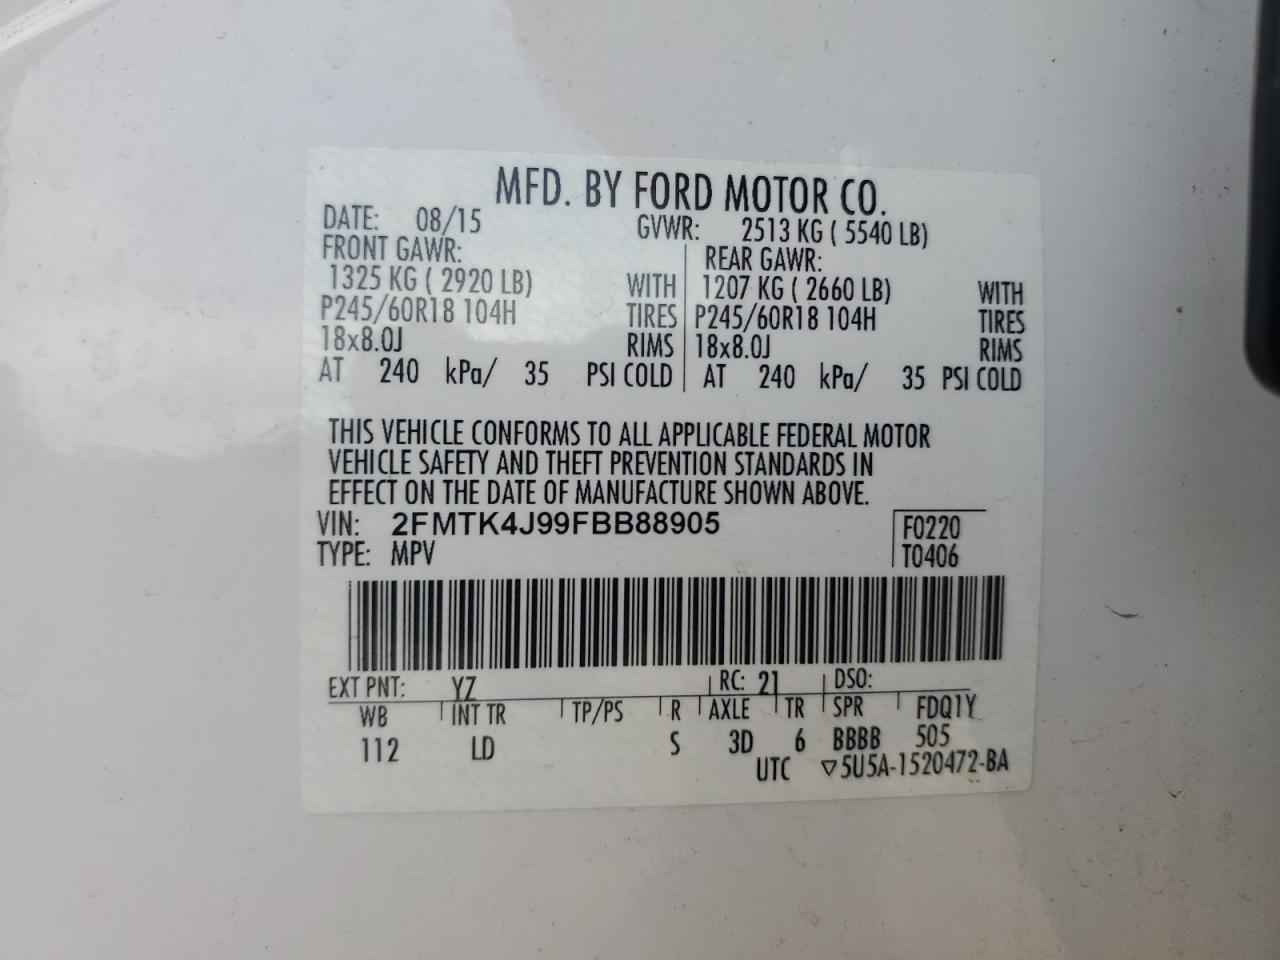 MFD. BY FORD MOTOR CO.
DATE: 08/15 GVWR: 2513 KG ( 5540 LB)
FRONT GAWR: REAR GAWR:
1325 KG ( 2920 LB) WITH 1207 KG ( 2660 LB) WITH
P245/60R18 104H TIRES P245/60R18 104H TIRES
18x8.0J RIMS 18x8.0J RIMS
AT 240 kPa/ 35 PSI COLD AT 240 kPa/ 35 PSI COLD
THIS VEHICLE CONFORMS TO ALL APPLICABLE FEDERAL MOTOR
VEHICLE SAFETY AND THEFT PREVENTION STANDARDS IN
EFFECT ON THE DATE OF MANUFACTURE SHOWN ABOVE.
VIN: 2FMTK4J99FBB88905 F0220
TYPE: MPV T0406
EXT PNT: YZ RC: 21 DSO:
WB INT TR TP/PS R AXLE TR SPR FDQ1Y
112 LD S 3D 6 BBBB 505
UTC ▽5U5A-1520472-BA